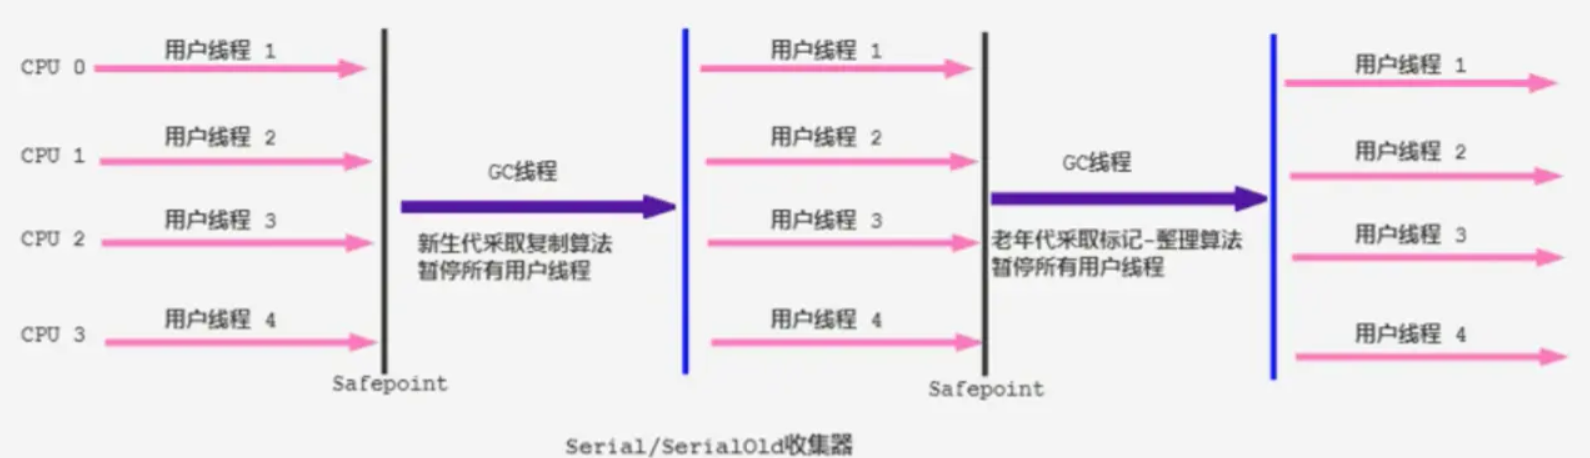 用户线程 1
用户线程 1
用户线程 1
CPU 0
用户线程 2
用户线程 2
用户线程 2
CPU 1
GC线程
GC线程
用户线程 3
用户线程 3
用户线程 3
CPU 2
新生代采取复制算法
暂停所有用户线程
老年代采取标记-整理算法
暂停所有用户线程
用户线程 4
用户线程 4
用户线程 4
CPU 3
Safepoint
Safepoint
Serial/SerialOld收集器